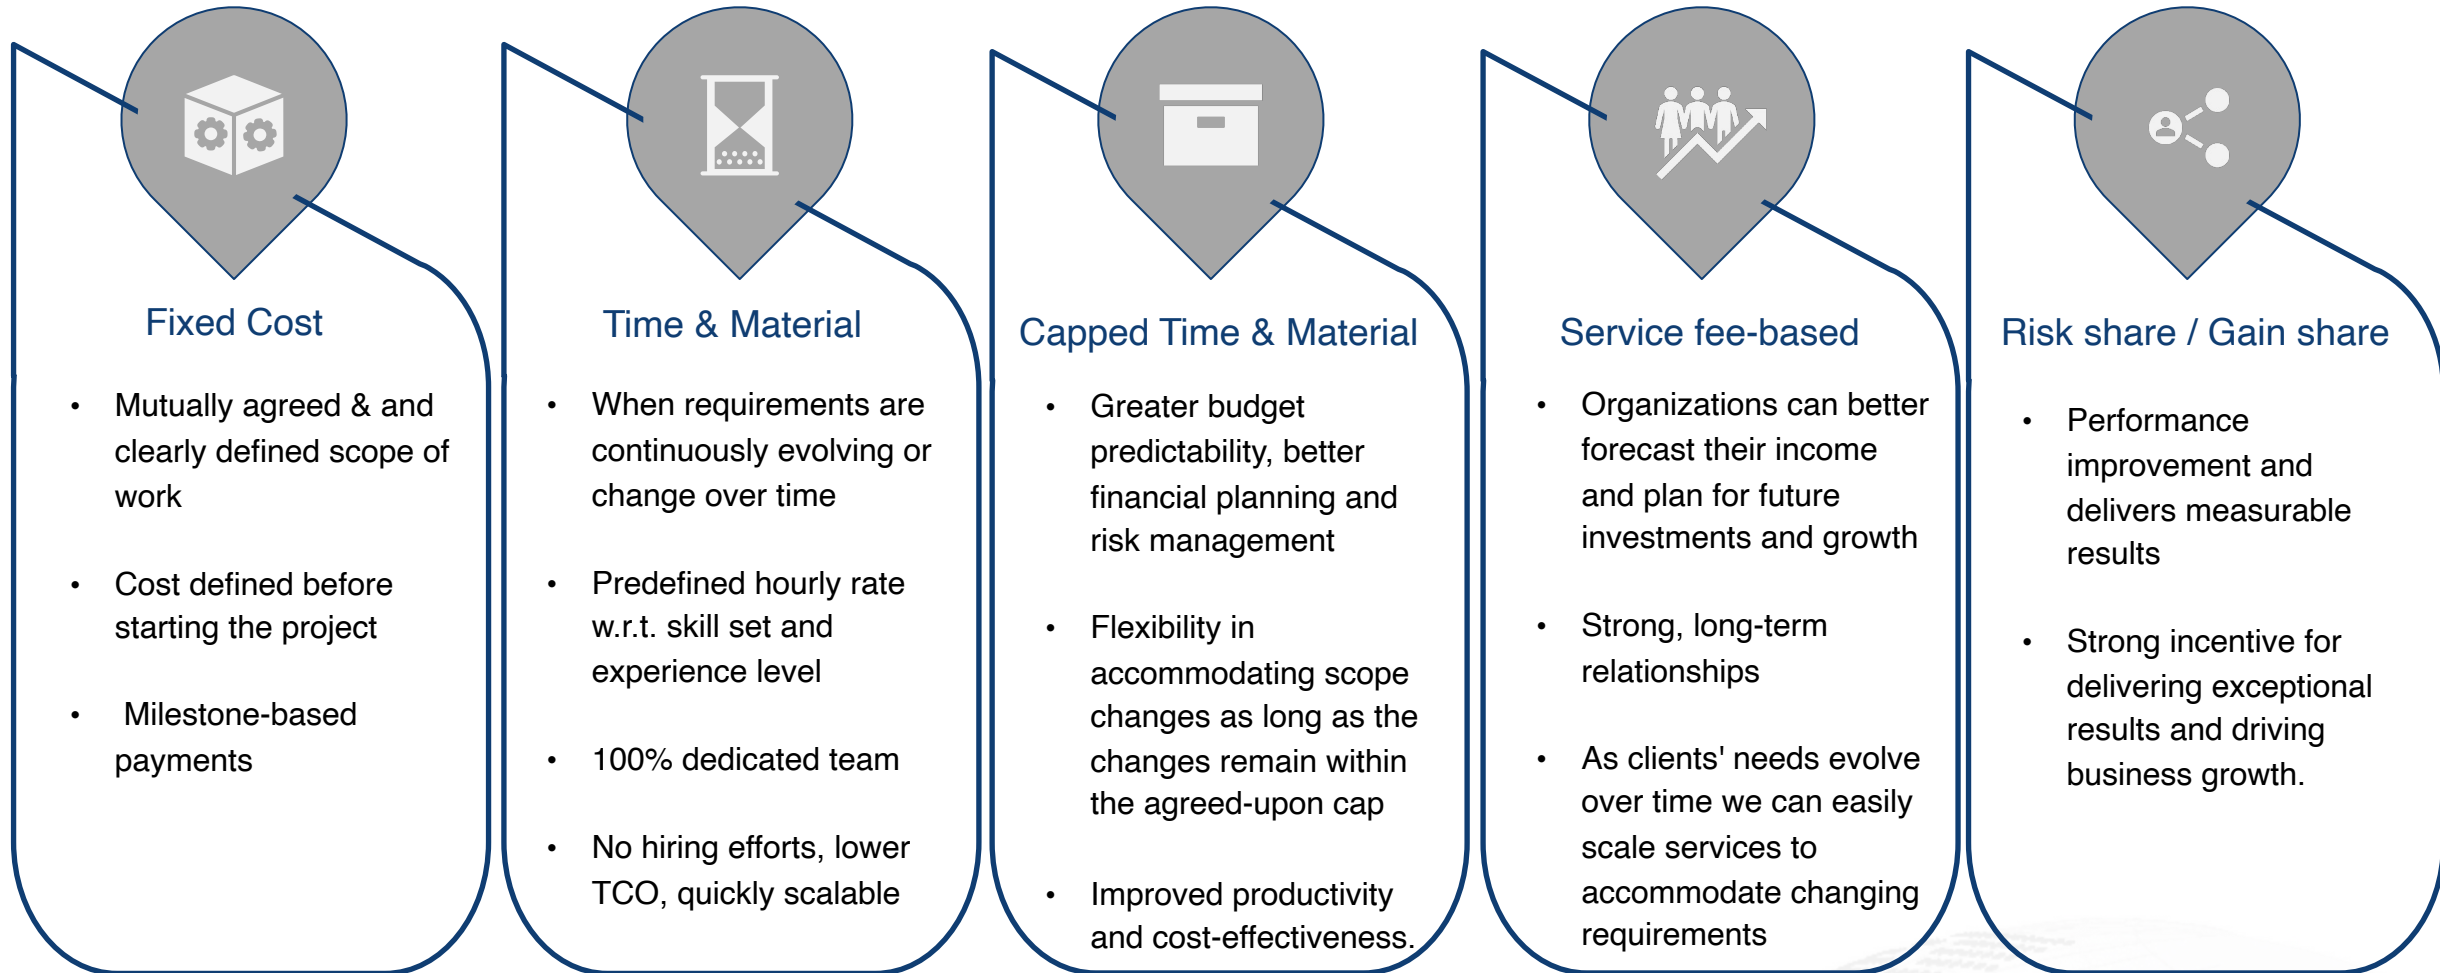 Fixed Cost
• Mutually agreed & and
clearly defined scope of
work
• Cost defined before
starting the project
• Milestone-based
payments
Time & Material
• When requirements are
continuously evolving or
change over time
• Predefined hourly rate
w.r.t. skill set and
experience level
• 100% dedicated team
• No hiring efforts, lower
TCO, quickly scalable
Capped Time & Material
• Greater budget
predictability, better
financial planning and
risk management
• Flexibility in
accommodating scope
changes as long as the
changes remain within
the agreed-upon cap
• Improved productivity
and cost-effectiveness.
Service fee-based
• Organizations can better
forecast their income
and plan for future
investments and growth
• Strong, long-term
relationships
• As clients' needs evolve
over time we can easily
scale services to
accommodate changing
requirements
Risk share / Gain share
• Performance
improvement and
delivers measurable
results
• Strong incentive for
delivering exceptional
results and driving
business growth.